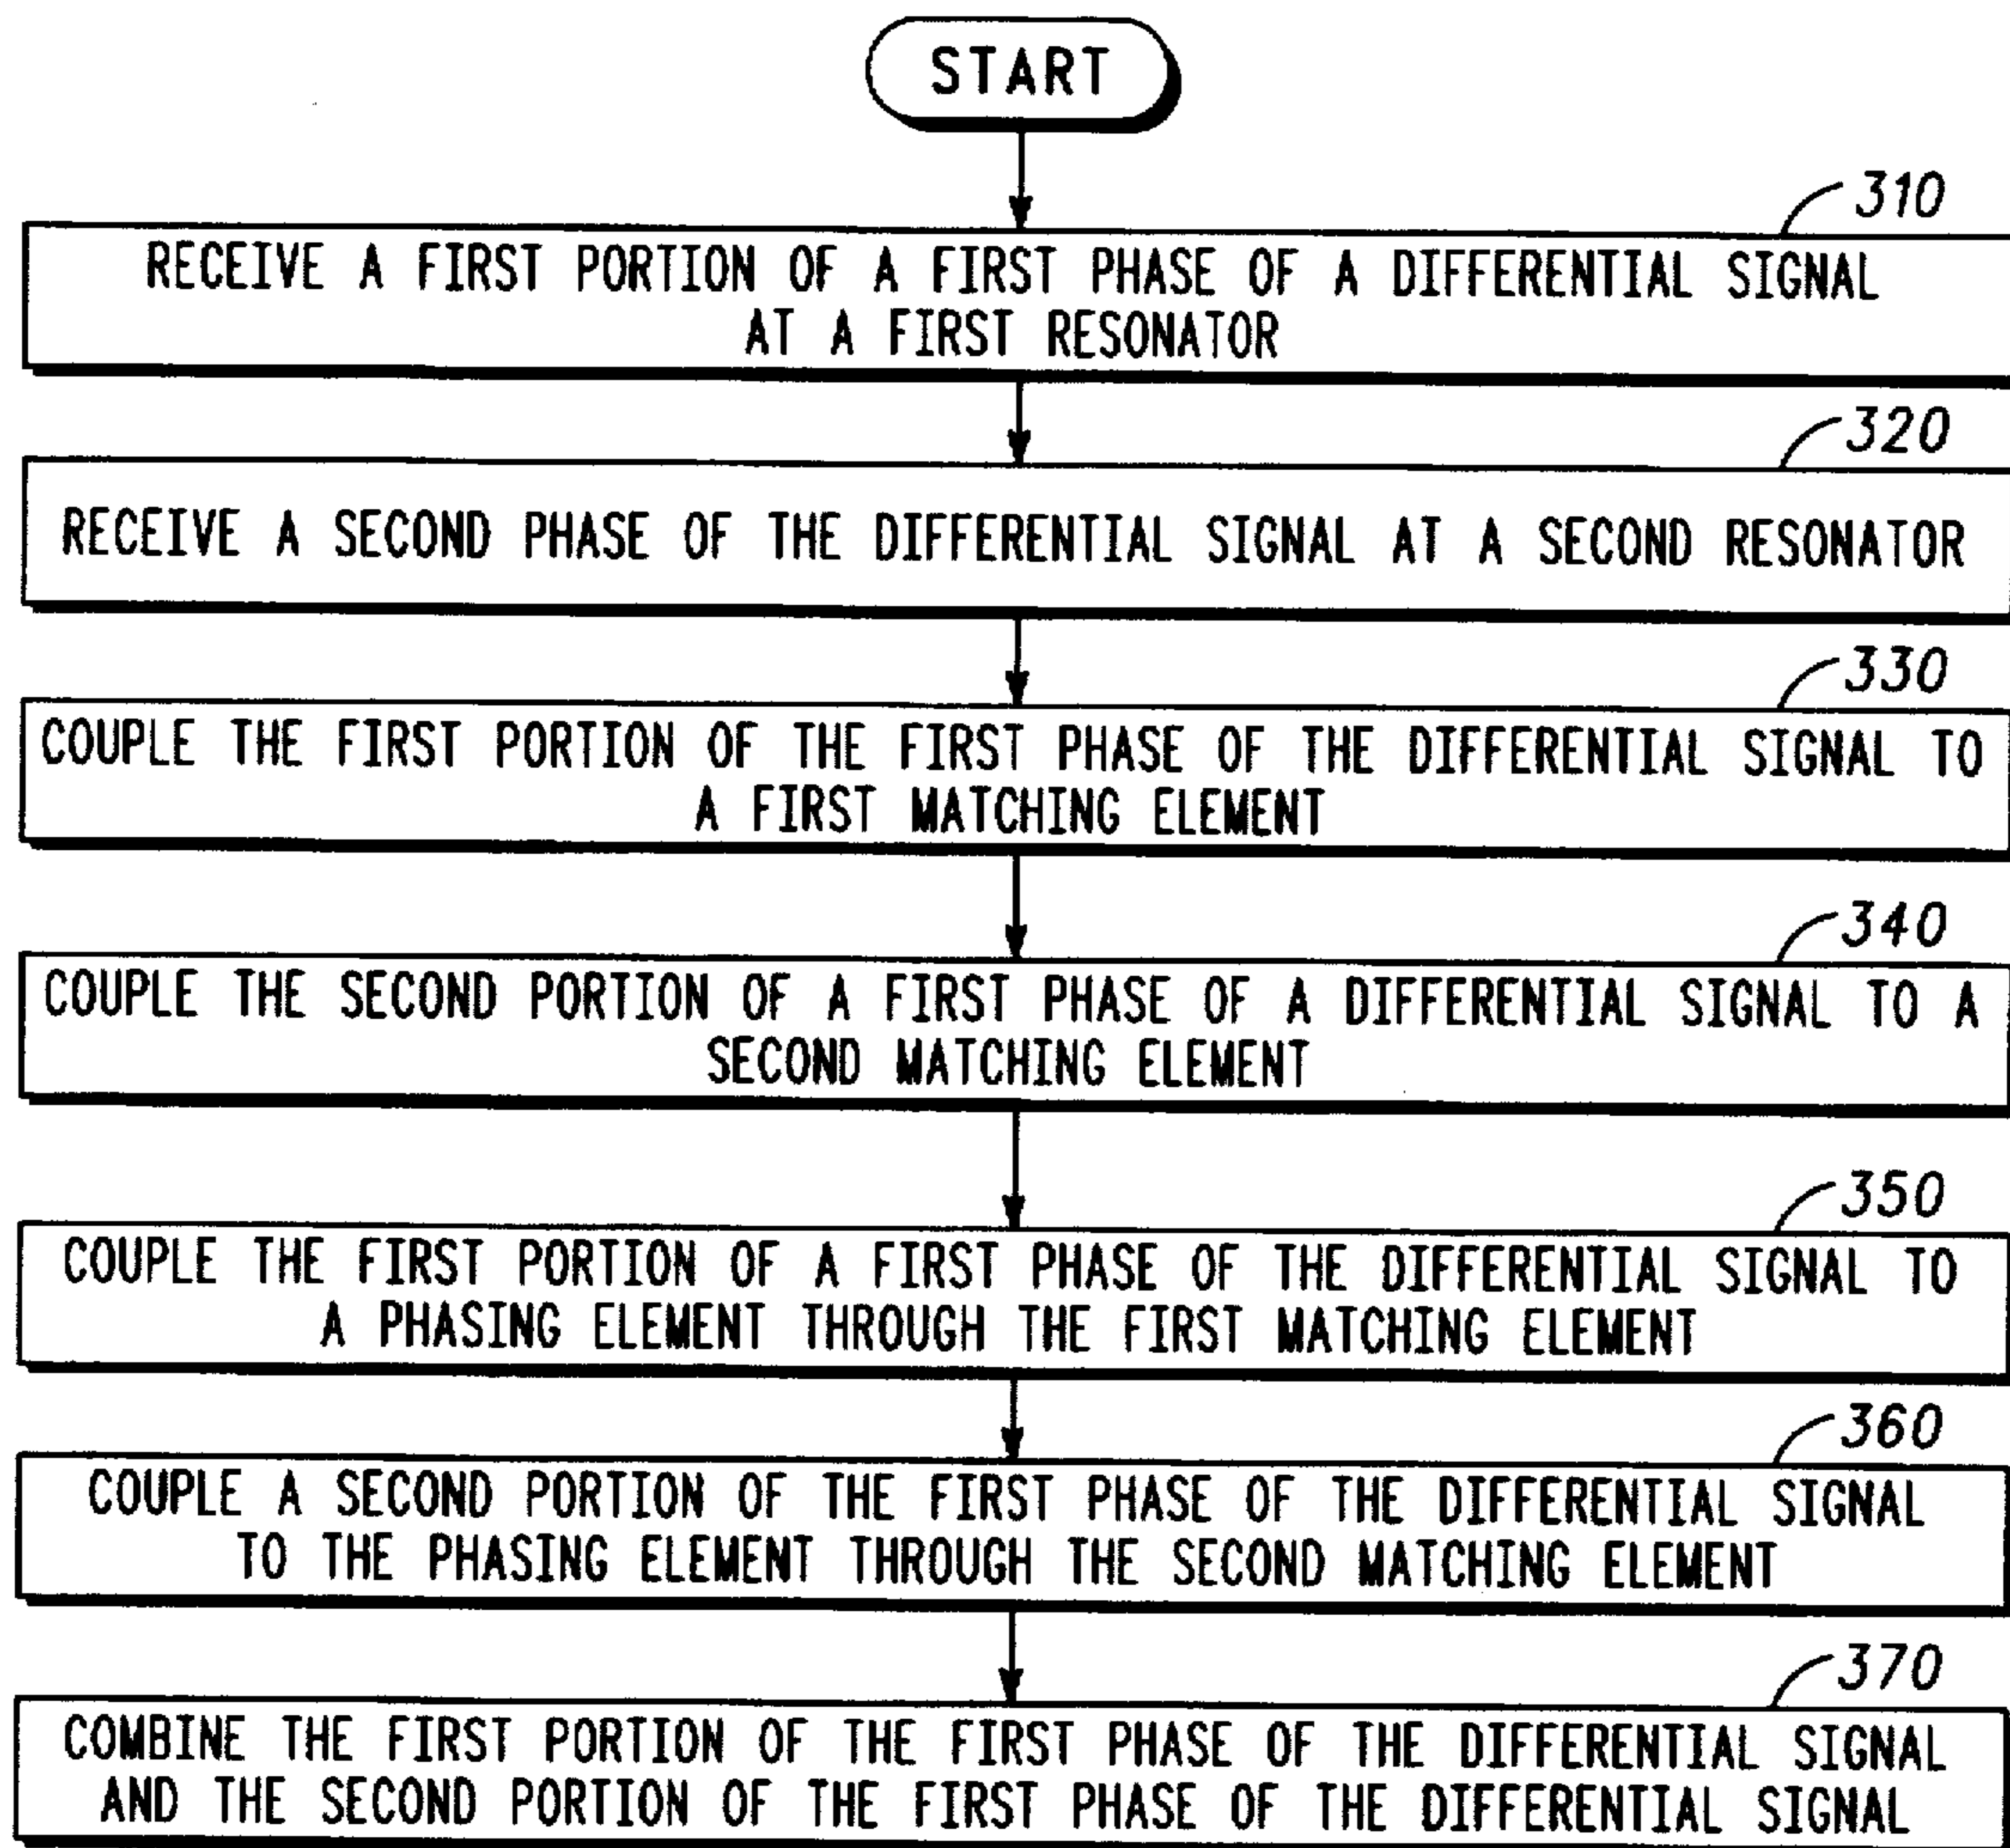 START
310
RECEIVE A FIRST PORTION OF A FIRST PHASE OF A DIFFERENTIAL SIGNAL
AT A FIRST RESONATOR
320
RECEIVE A SECOND PHASE OF THE DIFFERENTIAL SIGNAL AT A SECOND RESONATOR
330
COUPLE THE FIRST PORTION OF THE FIRST PHASE OF THE DIFFERENTIAL SIGNAL TO
A FIRST MATCHING ELEMENT
340
COUPLE THE SECOND PORTION OF A FIRST PHASE OF A DIFFERENTIAL SIGNAL TO A
SECOND MATCHING ELEMENT
350
COUPLE THE FIRST PORTION OF A FIRST PHASE OF THE DIFFERENTIAL SIGNAL TO
A PHASING ELEMENT THROUGH THE FIRST MATCHING ELEMENT
360
COUPLE A SECOND PORTION OF THE FIRST PHASE OF THE DIFFERENTIAL SIGNAL
TO THE PHASING ELEMENT THROUGH THE SECOND MATCHING ELEMENT
370
COMBINE THE FIRST PORTION OF THE FIRST PHASE OF THE DIFFERENTIAL SIGNAL
AND THE SECOND PORTION OF THE FIRST PHASE OF THE DIFFERENTIAL SIGNAL